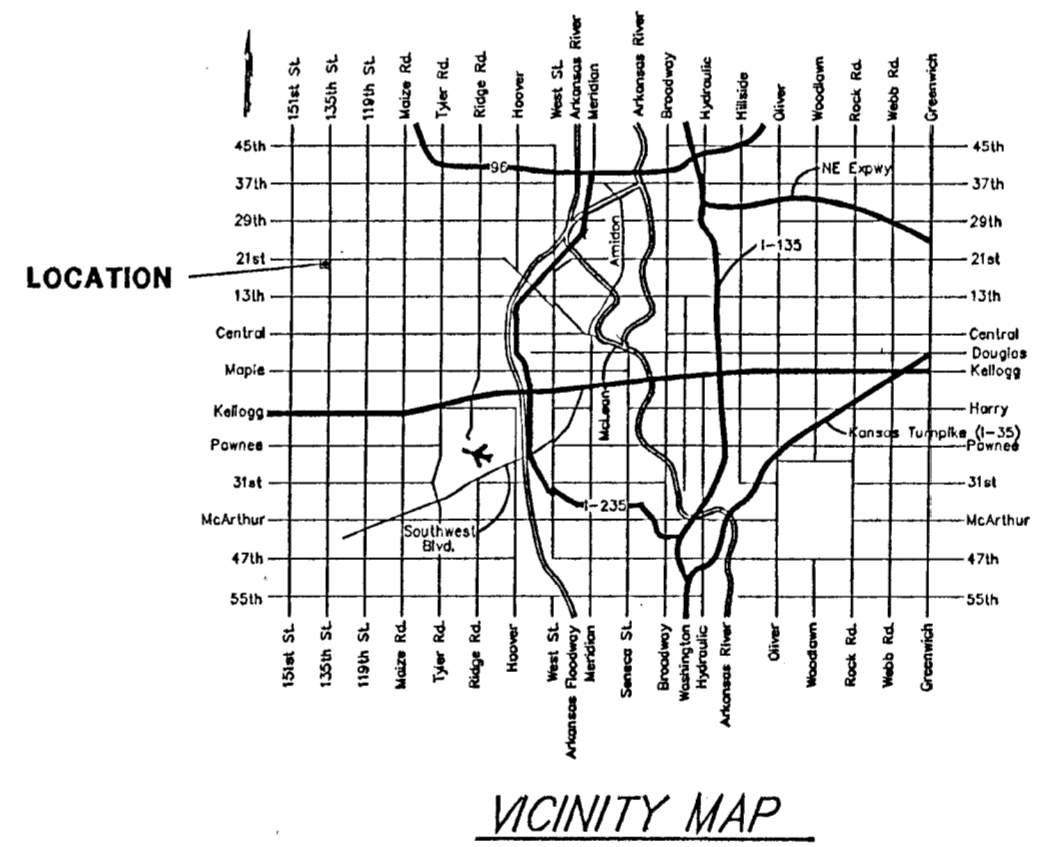 151st St.
135th St.
119th St.
Maize Rd.
Tyler Rd.
Ridge Rd.
Hoover
West St.
Arkansas River
Meridian
Arkansas River
Broadway
Hydraulic
Hillside
Oliver
Woodlawn
Rock Rd.
Webb Rd.
Greenwich
45th
45th
96
37th
37th
NE Expwy
29th
29th
Amidon
I-135
21st
21st
LOCATION
13th
13th
Central
Central
Douglas
Maple
Kellogg
McLean
Kellogg
Harry
Kansas Turnpike (I-35)
Pawnee
Pawnee
31st
31st
I-235
McArthur
McArthur
Southwest
Blvd.
47th
47th
55th
55th
151st St.
135th St.
119th St.
Maize Rd.
Tyler Rd.
Ridge Rd.
Hoover
West St.
Arkansas Floodway
Meridian
Seneca St.
Broadway
Washington
Hydraulic
Arkansas River
Oliver
Woodlawn
Rock Rd.
Webb Rd.
Greenwich
VICINITY MAP